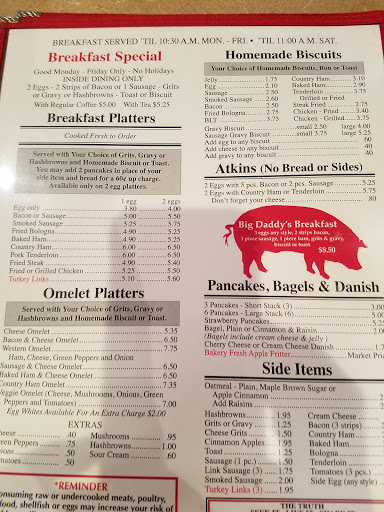 BREAKFAST SERVED 'TIL 10:30 A.M. MON. - FRI. • 'TIL 11:00 A.M. SAT.
Breakfast Special
Good Monday - Friday Only - No Holidays
INSIDE DINING ONLY
2 Eggs - 2 Strips of Bacon or 1 Sausage - Grits
or Gravy or Hashbrowns - Toast or Biscuit
With Regular Coffee $5.00 With Tea $5.25
Breakfast Platters
Cooked Fresh to Order
Served with Your Choice of Grits, Gravy or
Hashbrowns and Homemade Biscuit or Toast.
You may add 2 pancakes in place of your
side item and bread for a 60¢ up charge.
Available only on 2 egg platters.
1 egg 2 eggs
Egg only 3.80 4.00
Bacon or Sausage 5.00 5.50
Smoked Sausage 5.25 5.75
Fried Bologna 4.90 5.25
Baked Ham 4.90 5.25
Country Ham 6.00 6.50
Pork Tenderloin 6.00 6.50
Fried Steak 4.90 5.40
Fried or Grilled Chicken 5.25 5.50
Turkey Links 5.10 5.60
Omelet Platters
Served with Your Choice of Grits, Gravy or
Hashbrowns and Homemade Biscuit or Toast.
Cheese Omelet 5.35
Bacon & Cheese Omelet 6.50
Western Omelet 7.75
Ham, Cheese, Green Peppers and Onion
Sausage & Cheese Omelet 6.50
Baked Ham & Cheese Omelet 6.50
Country Ham Omelet 7.35
Veggie Omelet (Cheese, Mushrooms, Onions, Green
Peppers and Tomatoes) 7.00
Egg Whites Available For An Extra Charge $2.00
EXTRAS
Cheese .40 Mushrooms .95
Green Peppers .75 Hashbrowns 1.00
Onions .50 Sour Cream .60
Tomatoes .50
*REMINDER
Consuming raw or undercooked meats, poultry,
food, shellfish or eggs may increase your risk of
Homemade Biscuits
Your Choice of Homemade Biscuits, Bun or Toast
Jelly 1.75 Country Ham 3.10
Egg 2.10 Baked Ham 2.90
Sausage 2.50 Tenderloin 3.75
Smoked Sausage 2.60 Grilled or Fried
Bacon 2.50 Steak Fried 2.75
Fried Bologna 2.75 Chicken - Fried
BLT 3.75 Chicken - Grilled 3.75
Gravy Biscuit small 2.50 large 4.00
Sausage Gravy Biscuit small 3.75 large 5.25
Add egg to any biscuit .60
Add cheese to any biscuit .40
Add gravy to any biscuit .40
Atkins (No Bread or Sides)
2 Eggs with 5 pcs. Bacon or 2 pcs. Sausage 5.25
2 Eggs with Country Ham or Tenderloin 5.75
Don't forget your cheese .80
Big Daddy's Breakfast
3 eggs any style, 2 strips bacon,
1 piece sausage, 1 piece ham, grits & gravy,
biscuit or toast
$8.50
Pancakes, Bagels & Danish
3 Pancakes - Short Stack (3) 3.00
6 Pancakes - Large Stack (6) 5.00
Strawberry Pancakes 5.2
Bagel, Plain or Cinnamon & Raisin 2.0
(Bagels include cream cheese & jelly)
Cherry Cheese or Cream Cheese Danish 1.7
Bakery Fresh Apple Fritter Market Pri
Side Items
Oatmeal - Plain, Maple Brown Sugar or
Apple Cinnamon 2
Add Raisins
Hashbrowns 1.95 Cream Cheese
Grits or Gravy 1.25 Bacon (3 strips)
Cheese Grits 1.50 Country Ham
Cinnamon Apples 1.95 Baked Ham
Toast 1.25 Bologna
Sausage (1 pc.) 1.50 Tenderloin
Link Sausage (3) 1.75 Tomatoes (3)
Smoked Sausage 2.00 Side Egg (any style)
Turkey Links (3) 1.95
THE TRUTH